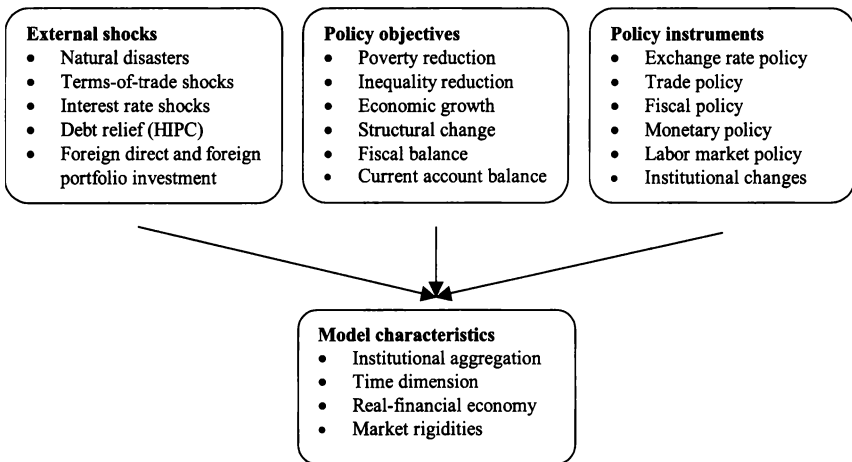 External shocks
• Natural disasters
• Terms-of-trade shocks
• Interest rate shocks
• Debt relief (HIPC)
• Foreign direct and foreign
portfolio investment
Policy objectives
• Poverty reduction
• Inequality reduction
• Economic growth
• Structural change
• Fiscal balance
• Current account balance
Policy instruments
• Exchange rate policy
• Trade policy
• Fiscal policy
• Monetary policy
• Labor market policy
• Institutional changes
Model characteristics
• Institutional aggregation
• Time dimension
• Real-financial economy
• Market rigidities